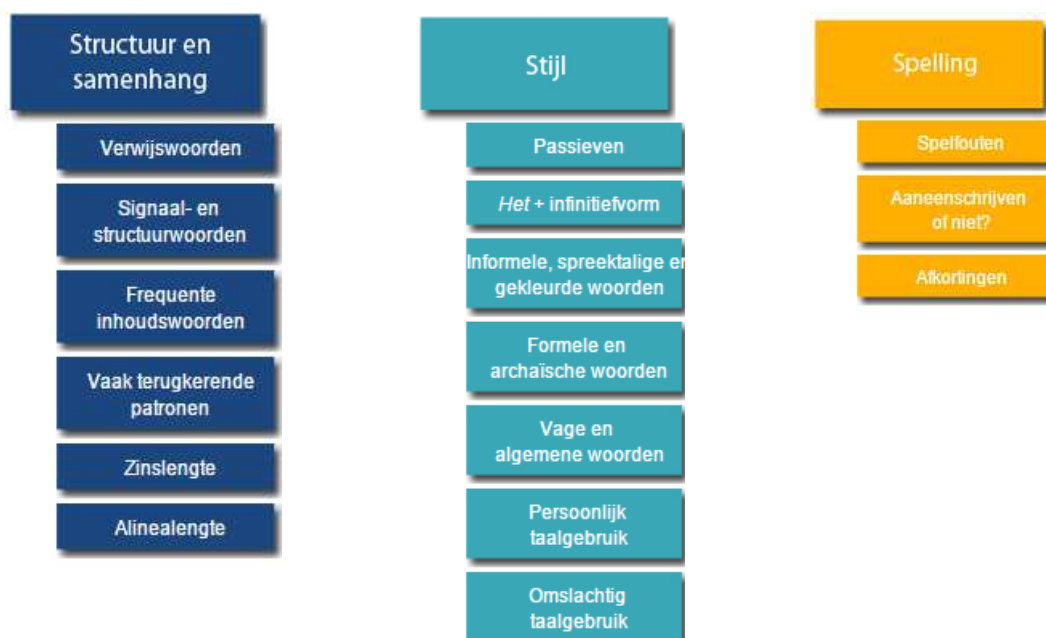 Structuur en
samenhang
Verwijswoorden
Signaal- en
structuurwoorden
Frequente
inhoudswoorden
Vaak terugkerende
patronen
Zinslengte
Alinealengte
Stijl
Passieven
Het + infinitiefvorm
Informele, spreektalige en
gekleurde woorden
Formele en
archaïsche woorden
Vage en
algemene woorden
Persoonlijk
taalgebruik
Omslachtig
taalgebruik
Spelling
Spelfouten
Aaneenschrijven
of niet?
Afkortingen